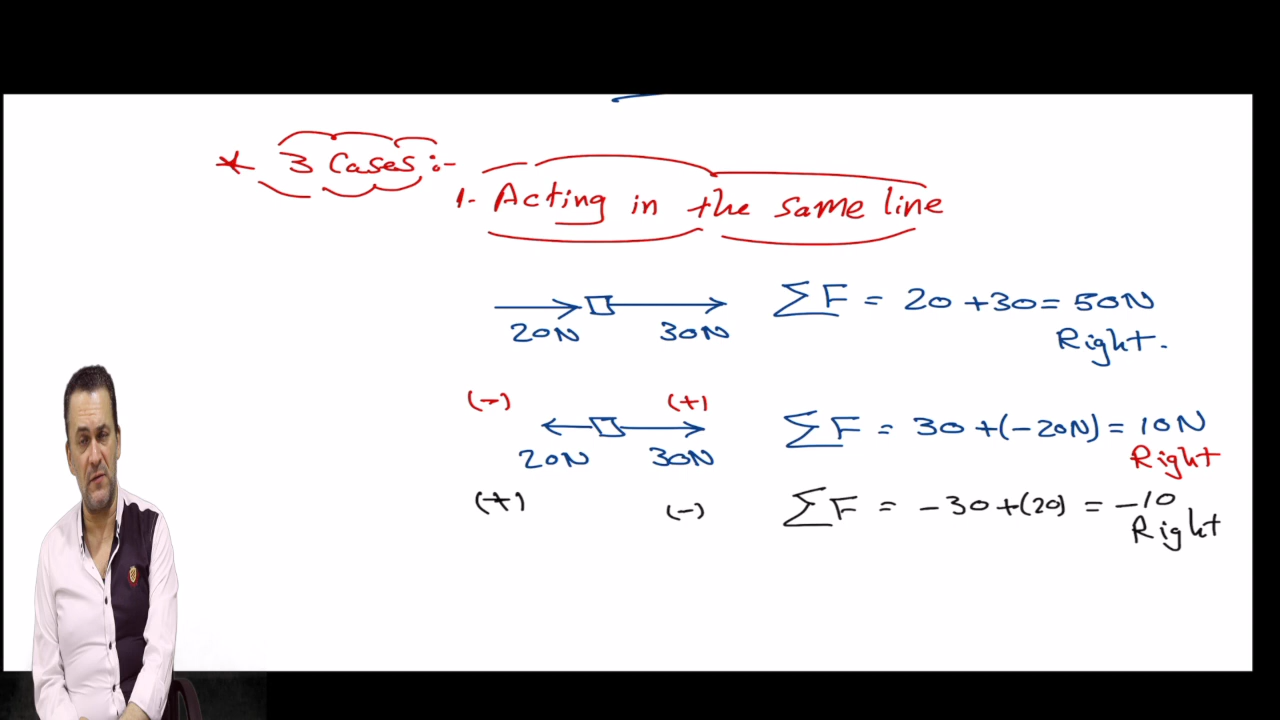 * 3 Cases :-
1. Acting in the same line
20N 30N ΣF = 20 + 30 = 50N
Right.
(-) (+)
20N 30N ΣF = 30 + (-20N) = 10N
Right
(+) (-) ΣF = -30 + (20) = -10
Right